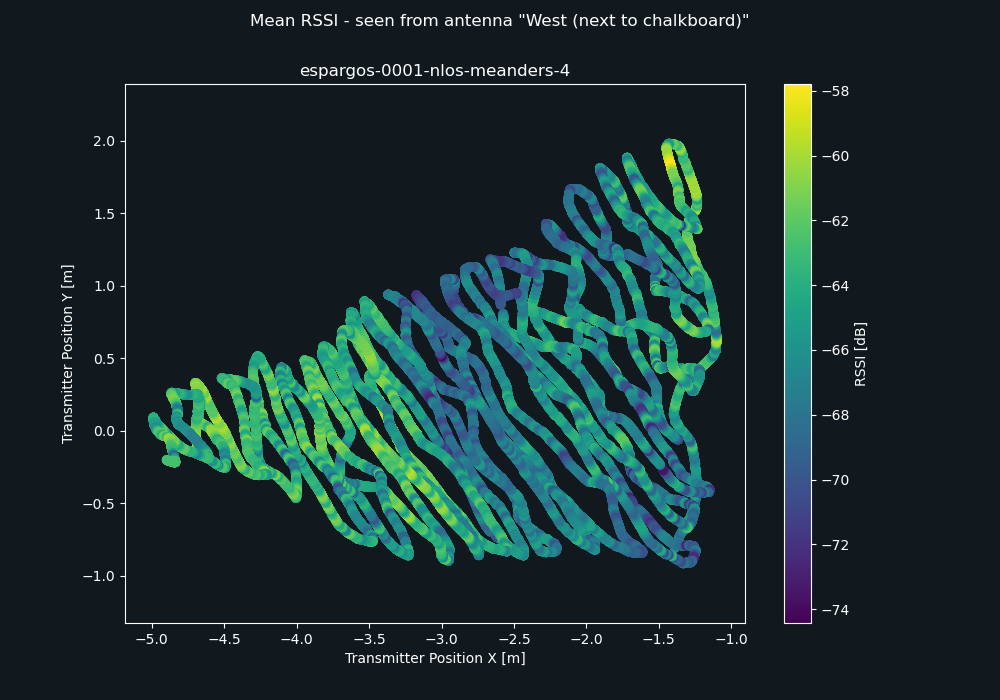 Mean RSSI - seen from antenna "West (next to chalkboard)"
espargos-0001-nlos-meanders-4
2.0
1.5
1.0
0.5
0.0
−0.5
−1.0
Transmitter Position Y [m]
−5.0 −4.5 −4.0 −3.5 −3.0 −2.5 −2.0 −1.5 −1.0
Transmitter Position X [m]
−58
−60
−62
−64
−66
−68
−70
−72
−74
RSSI [dB]